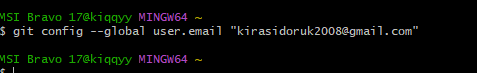 MSI Bravo 17@kiqqyy MINGW64 ~
$ git config --global user.email "kirasidoruk2008@gmail.com"
MSI Bravo 17@kiqqyy MINGW64 ~
$